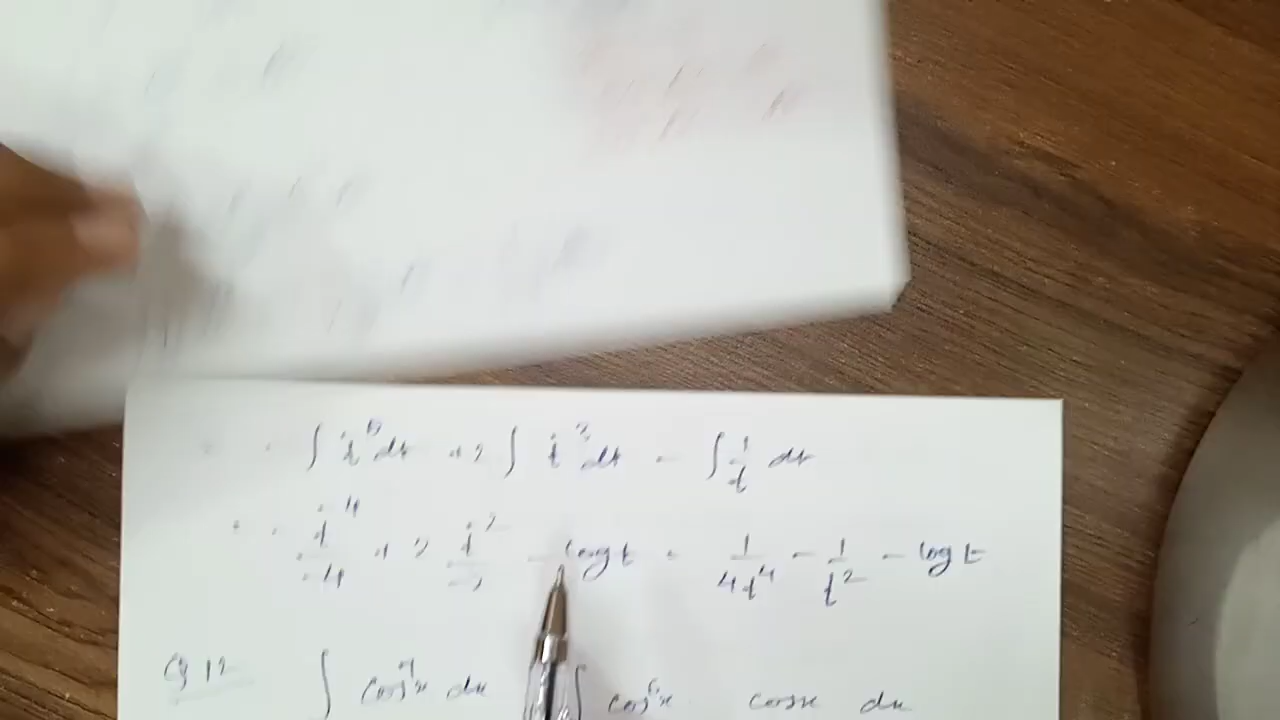 ∫ t⁻⁵ dt + 2 ∫ t⁻³ dt - ∫ 1/t dt
t⁻⁴/-4 + 2 t⁻²/-2 - log t = 1/4t⁴ - 1/t² - log t
Q 12 ∫ cos⁷x dx ∫ cos⁶x cosx dx